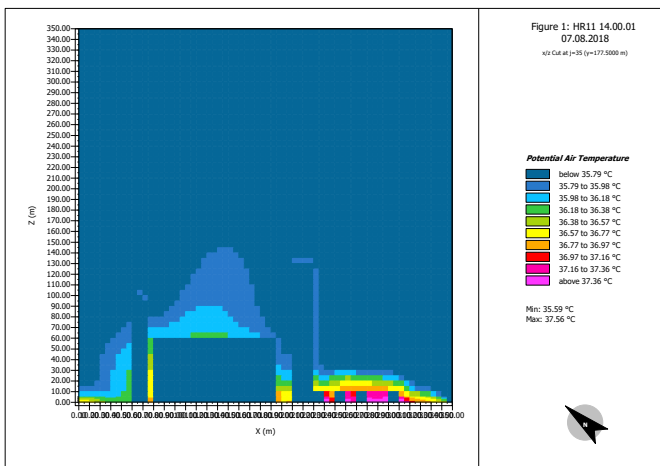 Figure 1: HR11 14.00.01
07.08.2018
x/z Cut at j=35 (y=177.5000 m)
350.00
340.00
330.00
320.00
310.00
300.00
290.00
280.00
270.00
260.00
250.00
240.00
230.00
220.00
210.00
200.00
190.00
180.00
170.00
160.00
150.00
140.00
130.00
120.00
110.00
100.00
90.00
80.00
70.00
60.00
50.00
40.00
30.00
20.00
10.00
0.00
Z (m)
X (m)
Potential Air Temperature
below 35.79 °C
35.79 to 35.98 °C
35.98 to 36.18 °C
36.18 to 36.38 °C
36.38 to 36.57 °C
36.57 to 36.77 °C
36.77 to 36.97 °C
36.97 to 37.16 °C
37.16 to 37.36 °C
above 37.36 °C
Min: 35.59 °C
Max: 37.56 °C
N